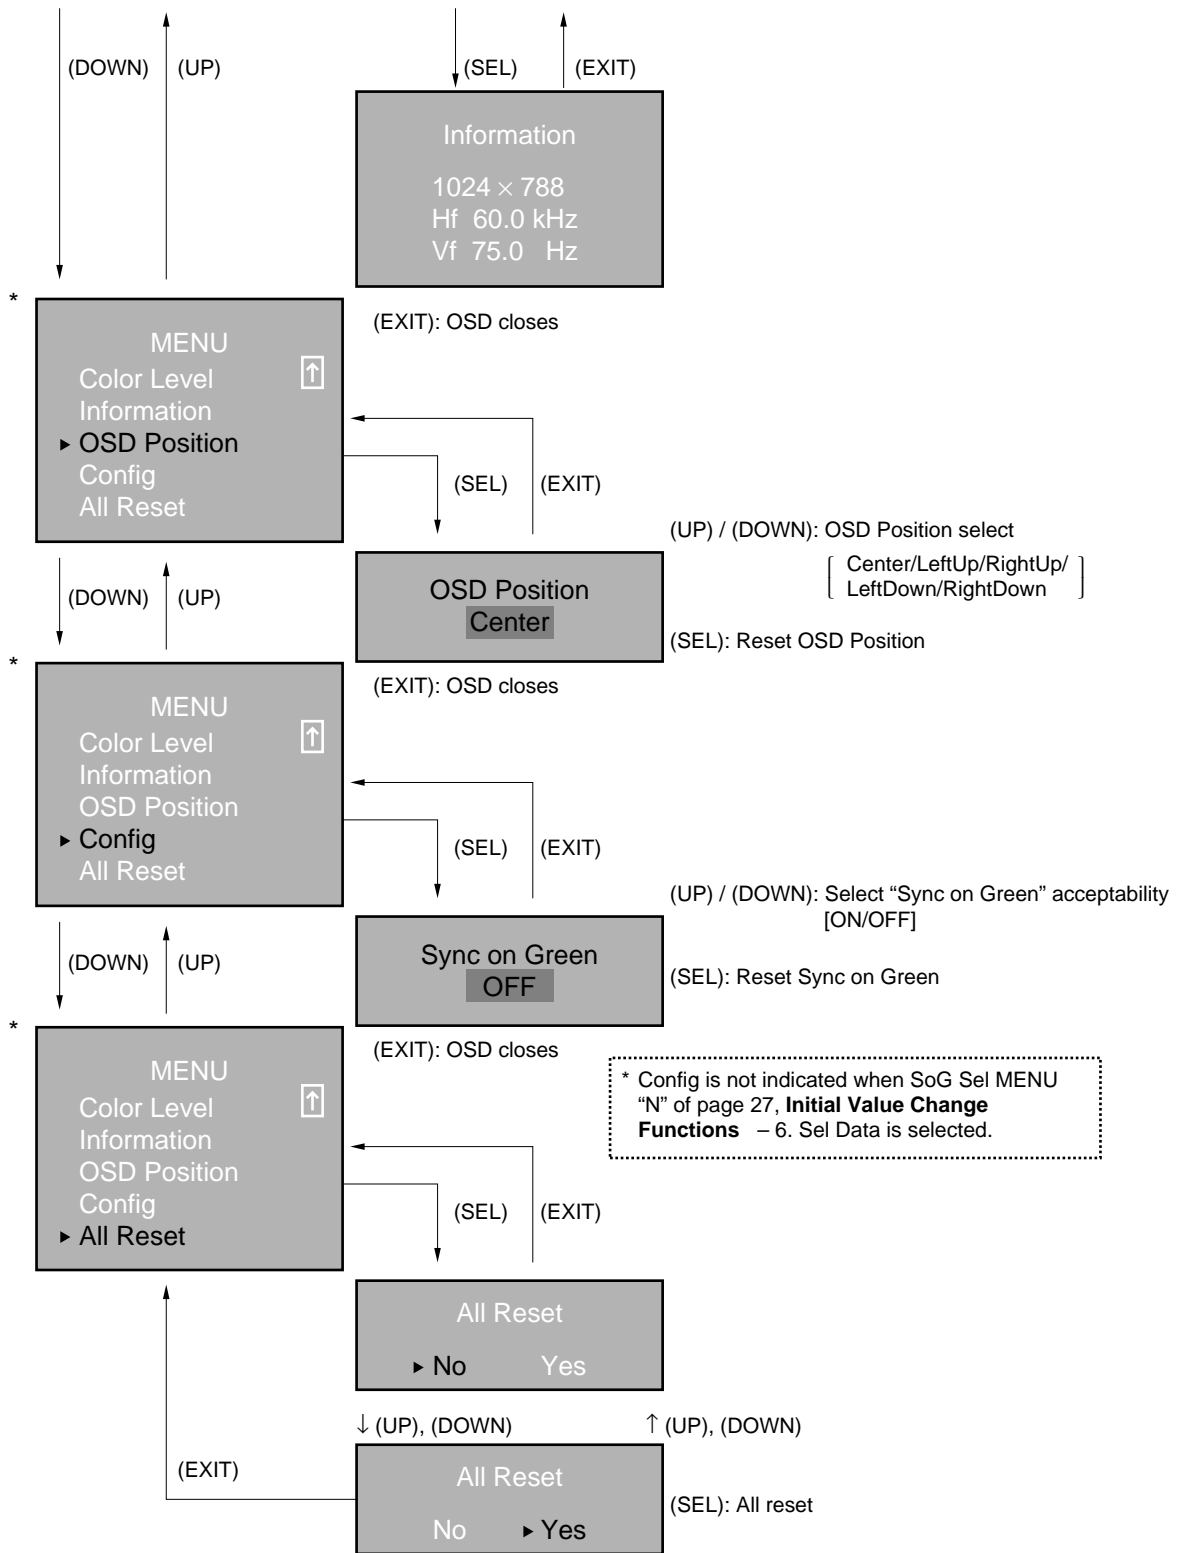 (DOWN) (UP) (SEL) (EXIT)
Information
1024 × 788
Hf 60.0 kHz
Vf 75.0 Hz
(EXIT): OSD closes
*
MENU
Color Level ↑
Information
▸ OSD Position
Config
All Reset
(SEL) (EXIT)
(UP) / (DOWN): OSD Position select
[ Center/LeftUp/RightUp/
LeftDown/RightDown ]
OSD Position
Center
(SEL): Reset OSD Position
(EXIT): OSD closes
(DOWN) (UP)
*
MENU
Color Level ↑
Information
OSD Position
▸ Config
All Reset
(SEL) (EXIT)
(UP) / (DOWN): Select “Sync on Green” acceptability
[ON/OFF]
Sync on Green
OFF
(SEL): Reset Sync on Green
(EXIT): OSD closes
(DOWN) (UP)
* Config is not indicated when SoG Sel MENU
“N” of page 27, Initial Value Change
Functions – 6. Sel Data is selected.
*
MENU
Color Level ↑
Information
OSD Position
Config
▸ All Reset
(SEL) (EXIT)
All Reset
▸ No Yes
↓ (UP), (DOWN) ↑ (UP), (DOWN)
(EXIT)
All Reset
No ▸ Yes
(SEL): All reset